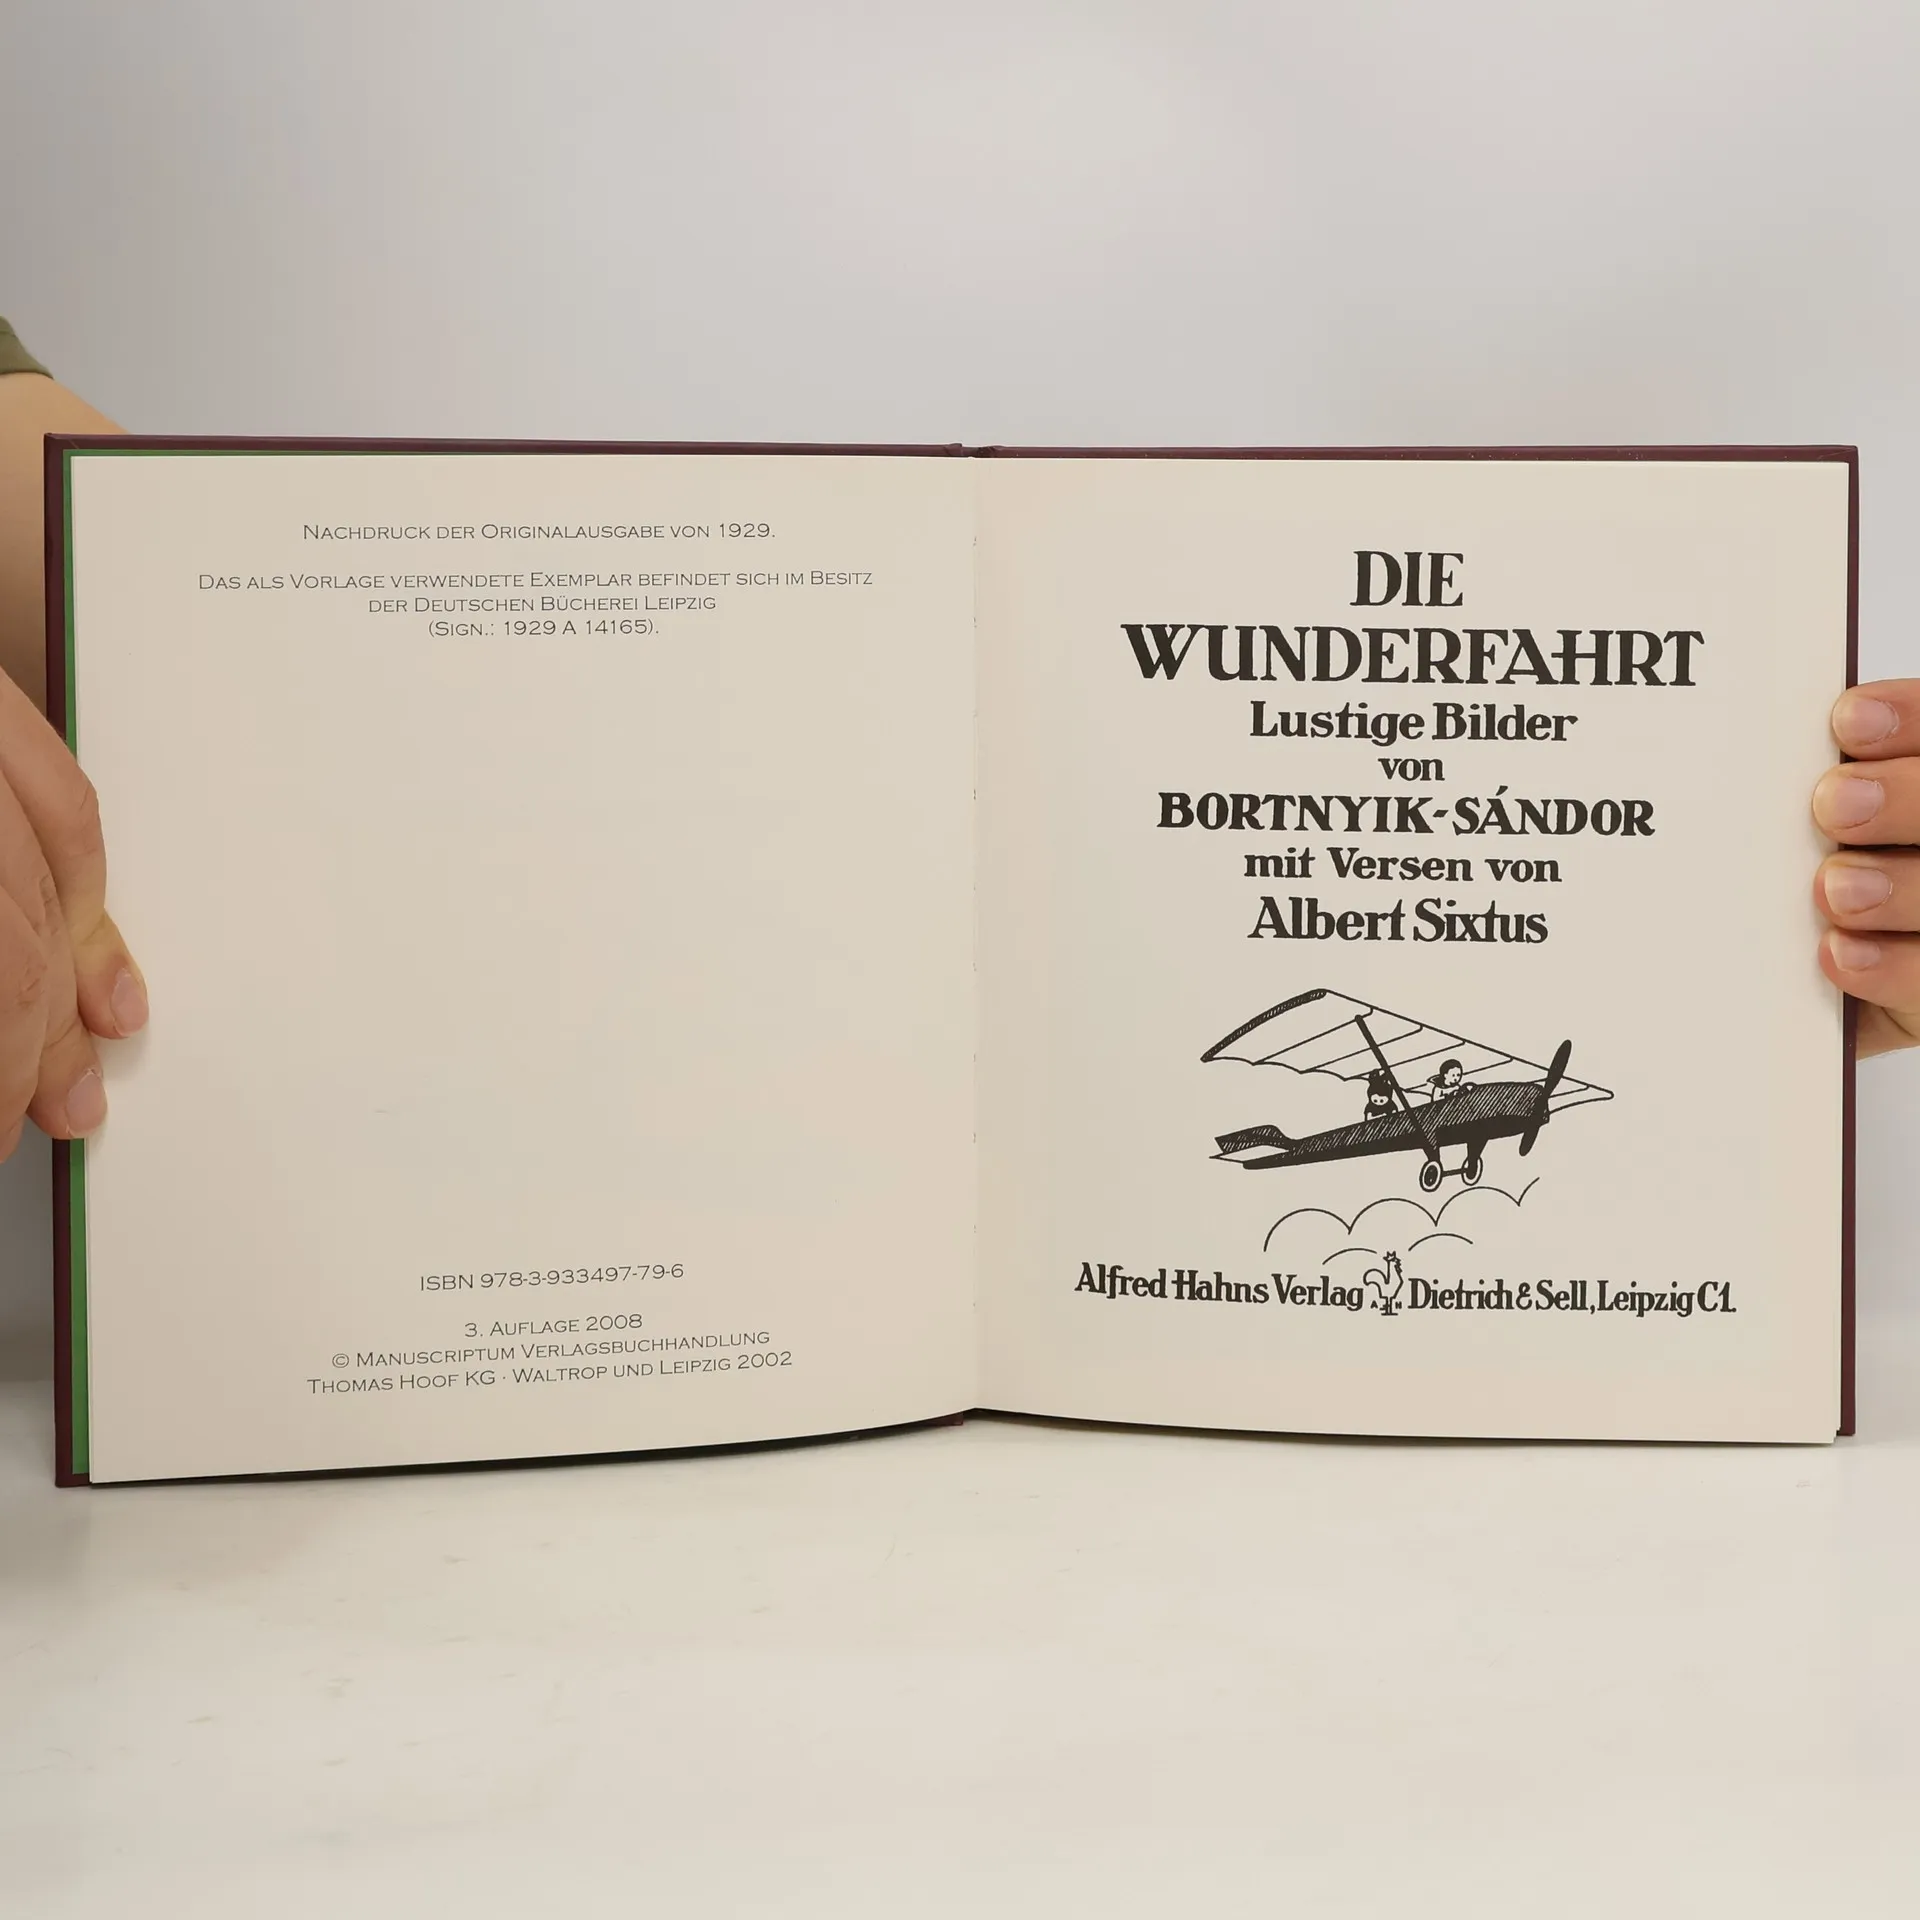 NACHDRUCK DER ORIGINALAUSGABE VON 1929.
DAS ALS VORLAGE VERWENDETE EXEMPLAR BEFINDET SICH IM BESITZ
DER DEUTSCHEN BÜCHEREI LEIPZIG
(SIGN.: 1929 A 14165).
ISBN 978-3-933497-79-6
3. AUFLAGE 2008
© MANUSCRIPTUM VERLAGSBUCHHANDLUNG
THOMAS HOOF KG · WALTROP UND LEIPZIG 2002
DIE
WUNDERFAHRT
Lustige Bilder
von
BORTNYIK-SÁNDOR
mit Versen von
Albert Sixtus
Alfred Hahns Verlag A H Dietrich & Sell, Leipzig C1.